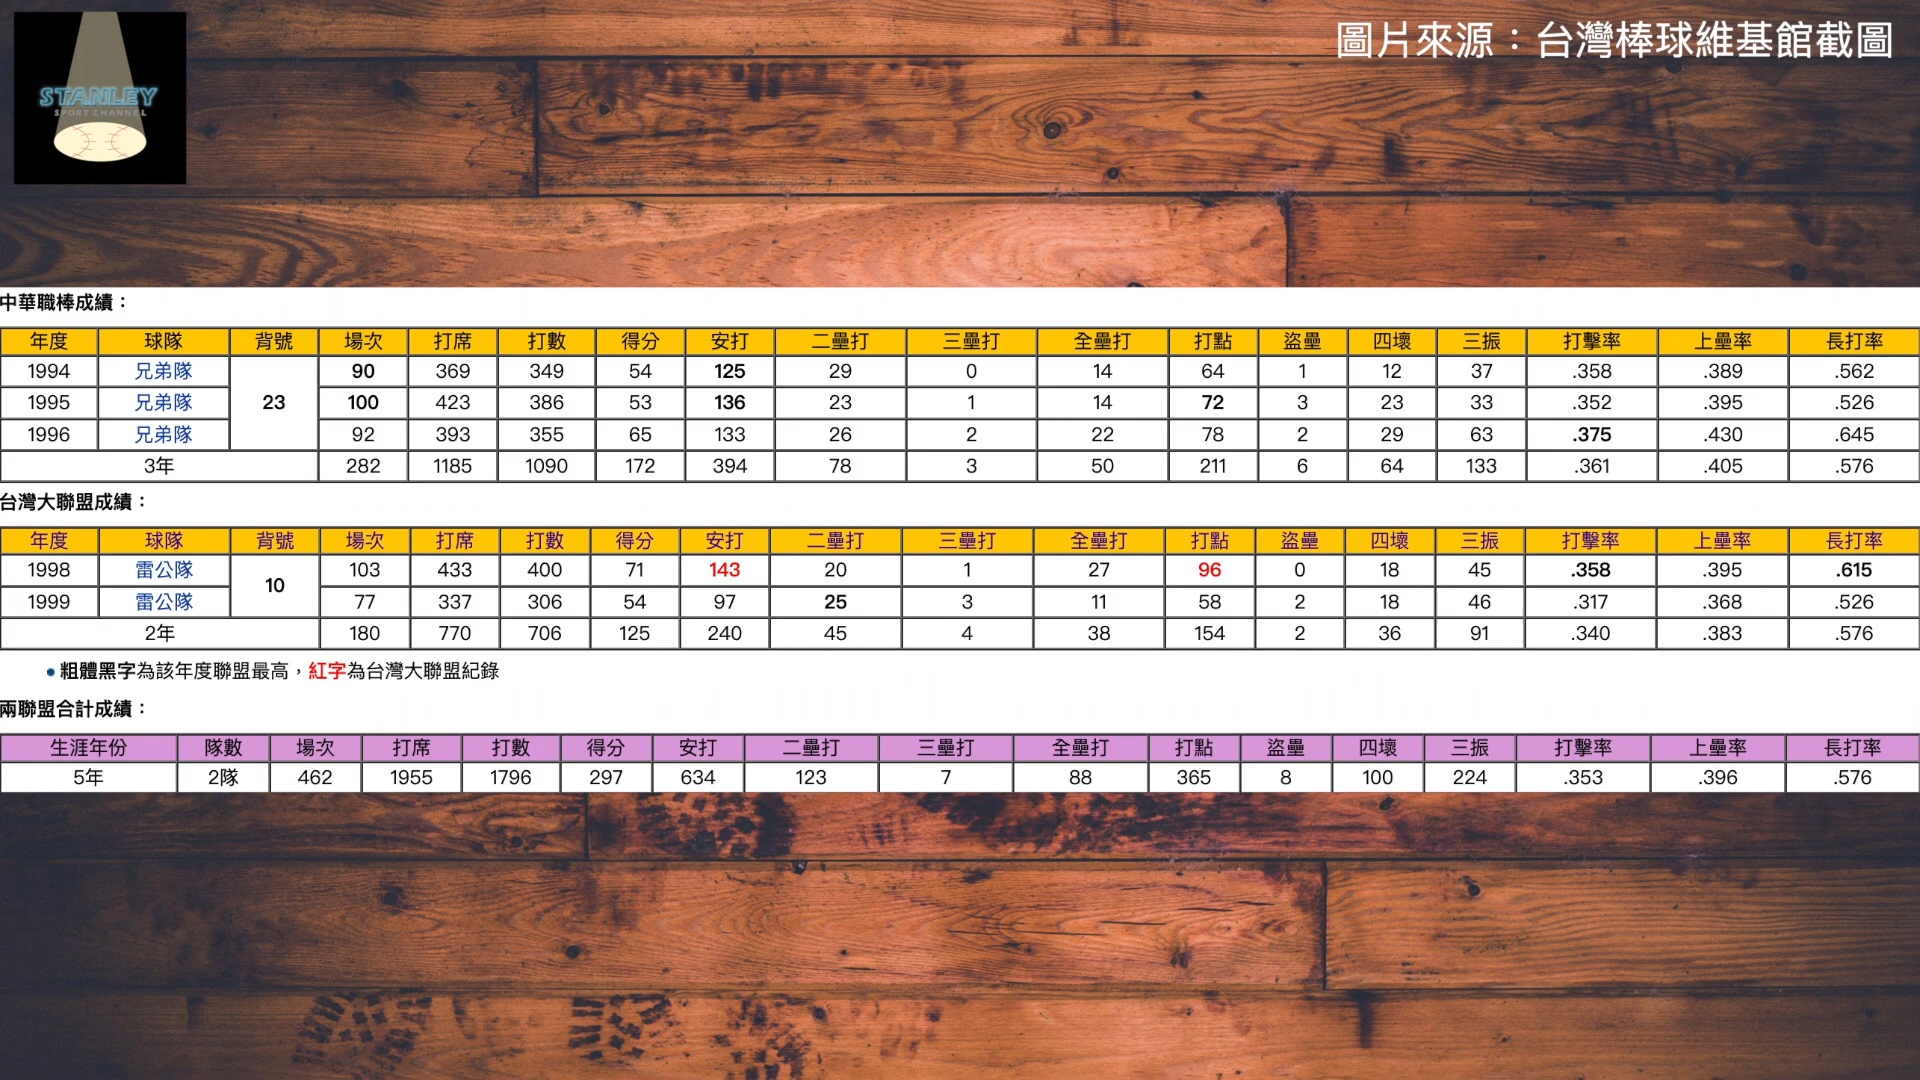 圖片來源：台灣棒球維基館截圖
STANLEY
SPORT CHANNEL
中華職棒成績：
年度 球隊 背號 場次 打席 打數 得分 安打 二壘打 三壘打 全壘打 打點 盜壘 四壞 三振 打擊率 上壘率 長打率
1994 兄弟隊 23 90 369 349 54 125 29 0 14 64 1 12 37 .358 .389 .562
1995 兄弟隊 100 423 386 53 136 23 1 14 72 3 23 33 .352 .395 .526
1996 兄弟隊 92 393 355 65 133 26 2 22 78 2 29 63 .375 .430 .645
3年 282 1185 1090 172 394 78 3 50 211 6 64 133 .361 .405 .576
台灣大聯盟成績：
年度 球隊 背號 場次 打席 打數 得分 安打 二壘打 三壘打 全壘打 打點 盜壘 四壞 三振 打擊率 上壘率 長打率
1998 雷公隊 10 103 433 400 71 143 20 1 27 96 0 18 45 .358 .395 .615
1999 雷公隊 77 337 306 54 97 25 3 11 58 2 18 46 .317 .368 .526
2年 180 770 706 125 240 45 4 38 154 2 36 91 .340 .383 .576
粗體黑字為該年度聯盟最高，紅字為台灣大聯盟紀錄
兩聯盟合計成績：
生涯年份 隊數 場次 打席 打數 得分 安打 二壘打 三壘打 全壘打 打點 盜壘 四壞 三振 打擊率 上壘率 長打率
5年 2隊 462 1955 1796 297 634 123 7 88 365 8 100 224 .353 .396 .576